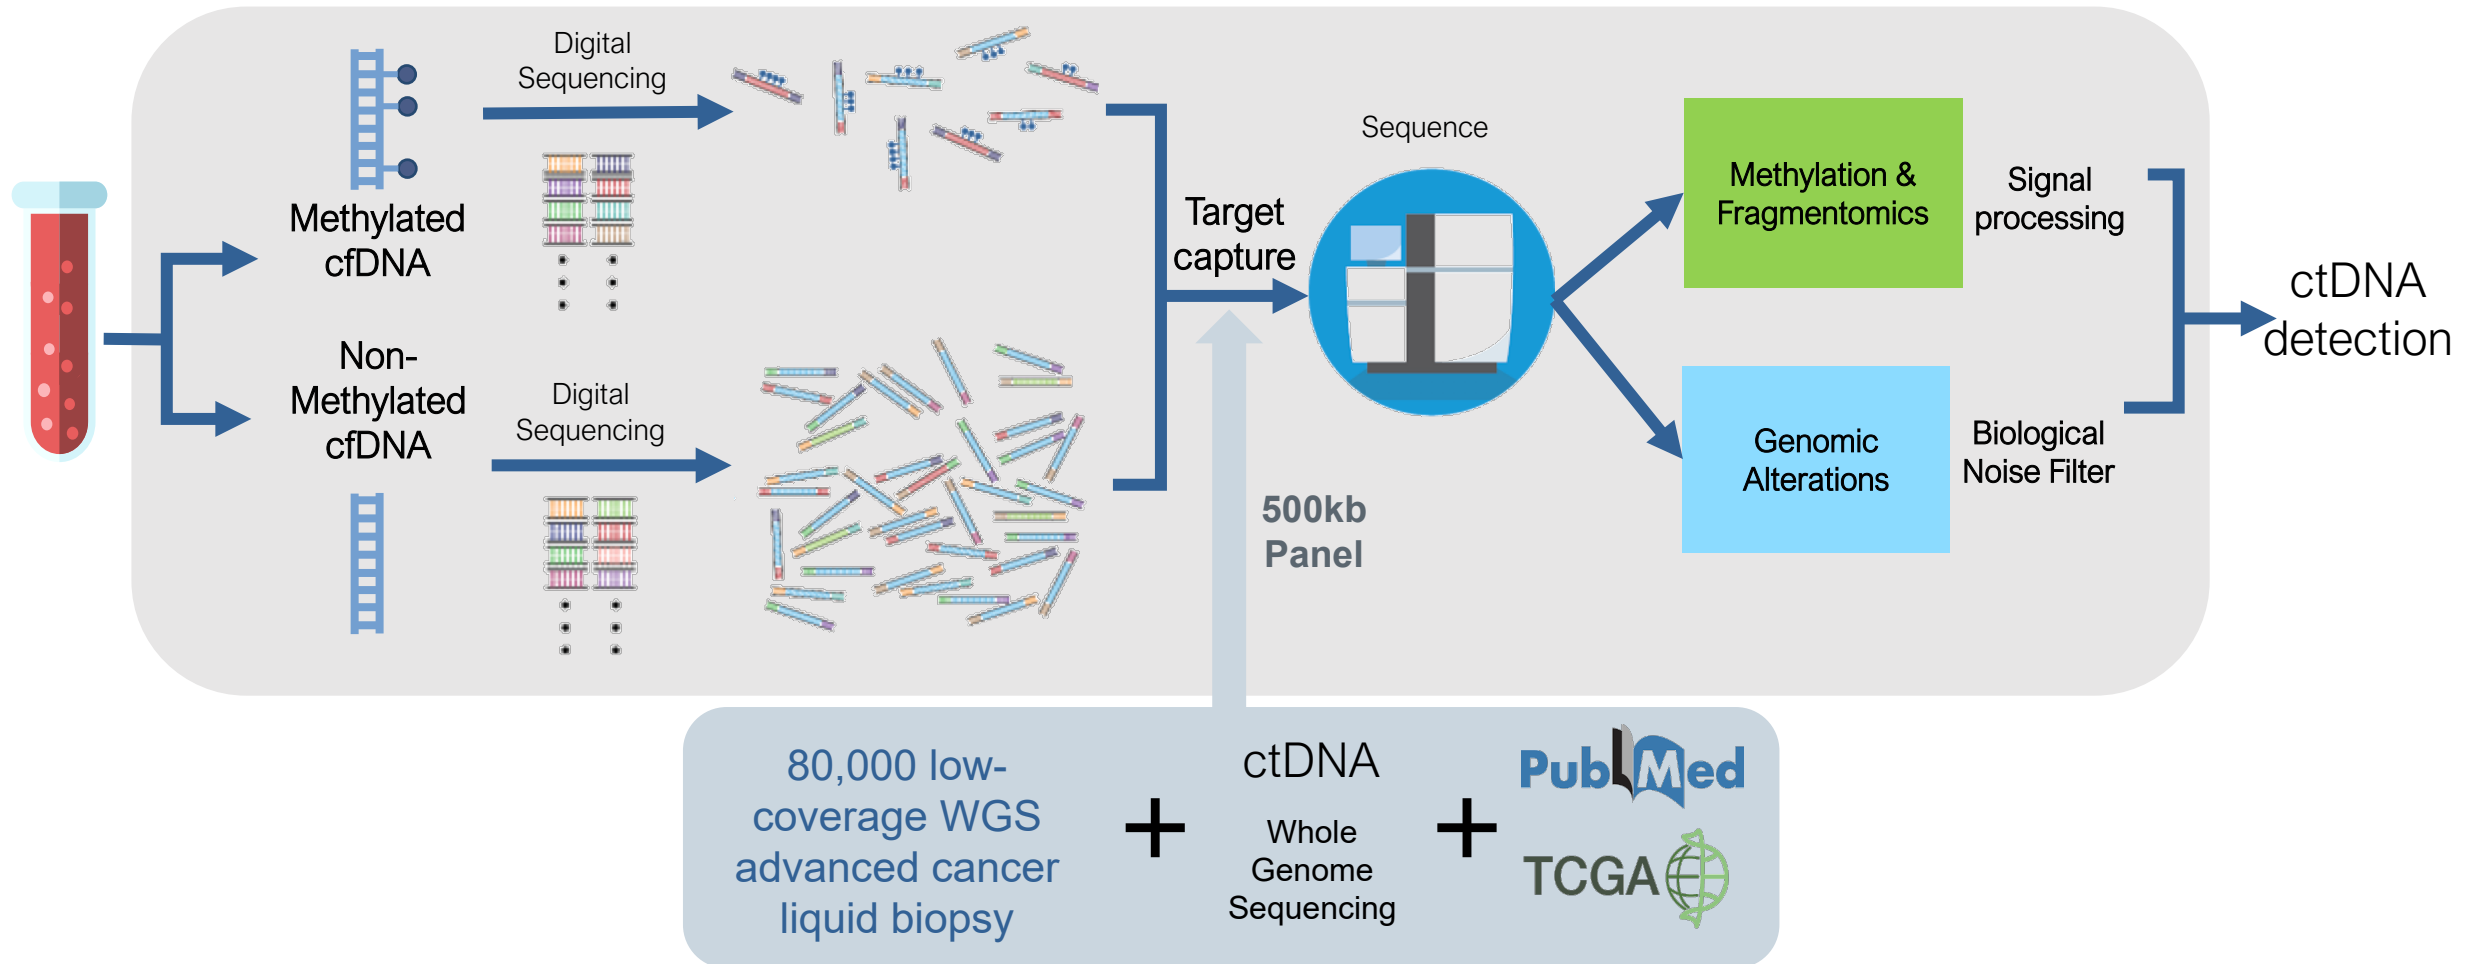 Digital
Sequencing
Methylated
cfDNA
Non-
Methylated
cfDNA
Digital
Sequencing
Target
capture
Sequence
500kb
Panel
Methylation &
Fragmentomics
Signal
processing
Genomic
Alterations
Biological
Noise Filter
ctDNA
detection
80,000 low-
coverage WGS
advanced cancer
liquid biopsy
+
ctDNA
Whole
Genome
Sequencing
+
PubMed
TCGA